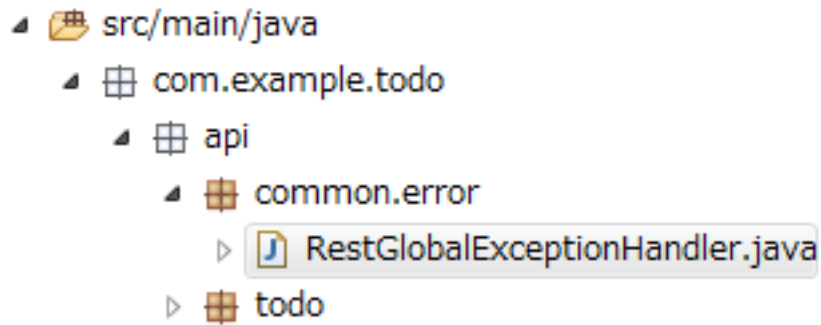 src/main/java
com.example.todo
api
common.error
RestGlobalExceptionHandler.java
todo